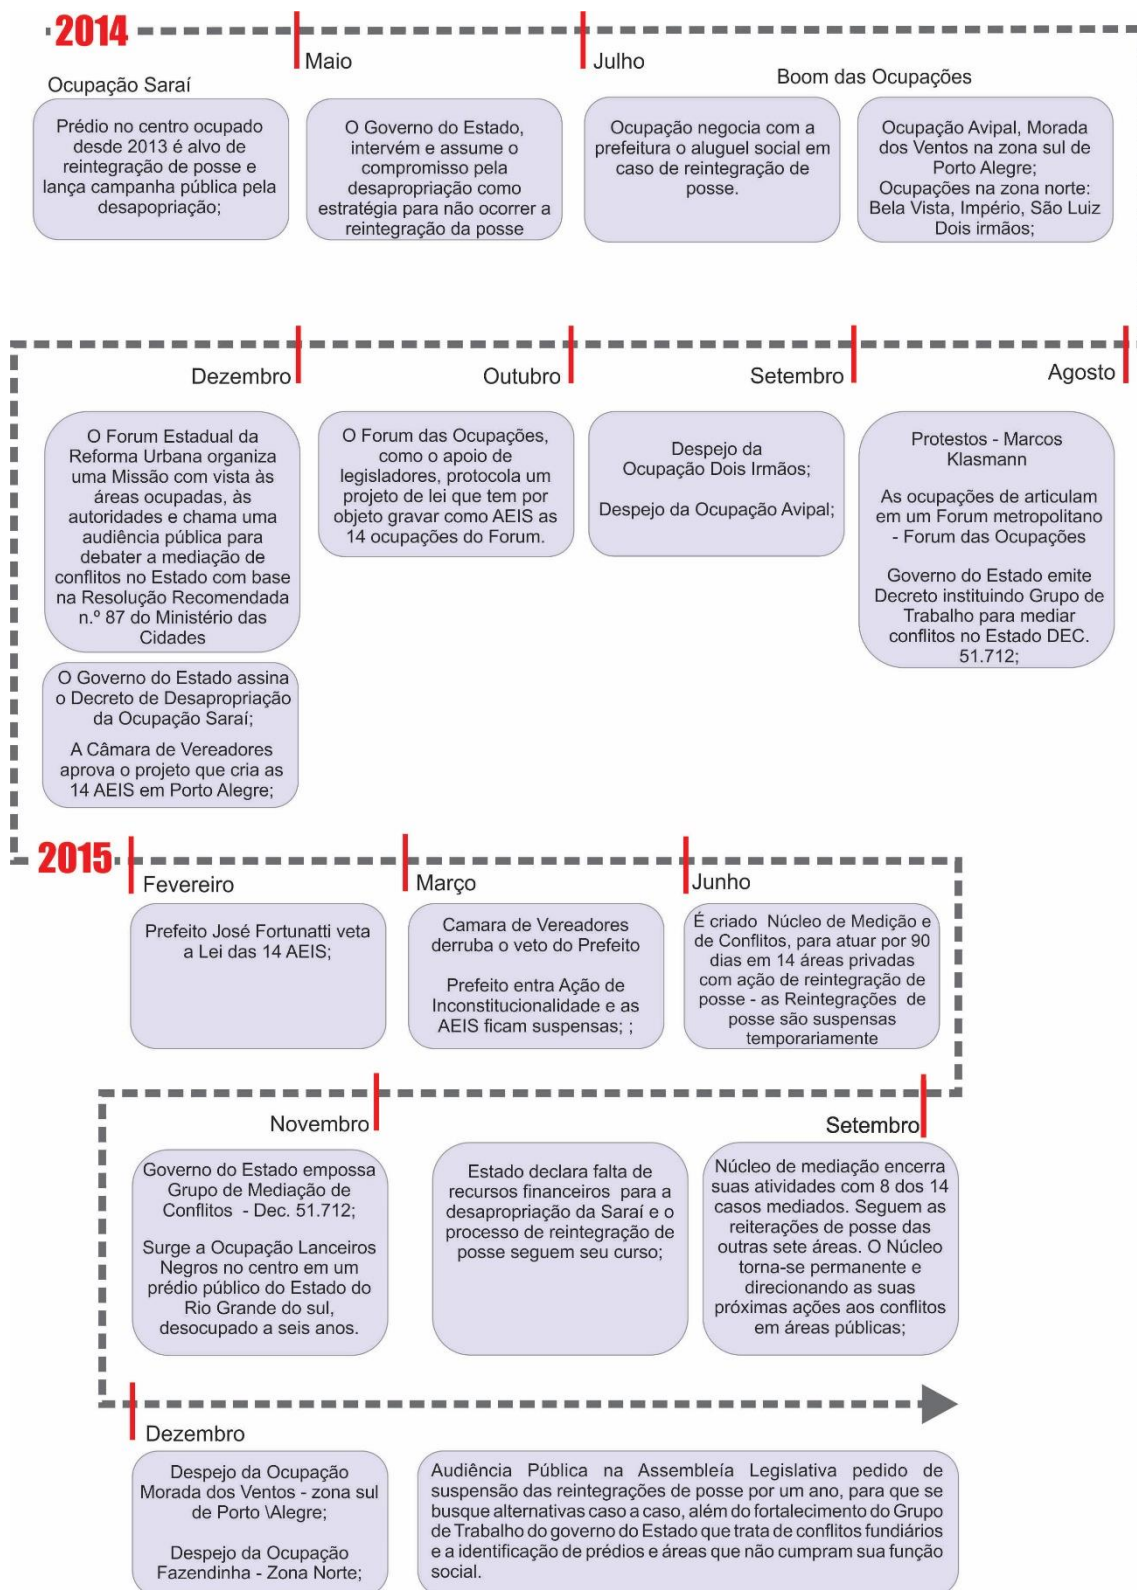 2014
Maio
Julho
Ocupação Saraí
Boom das Ocupações
Prédio no centro ocupado
desde 2013 é alvo de
reintegração de posse e
lança campanha pública pela
desapopriação;
O Governo do Estado,
intervém e assume o
compromisso pela
desapropriação como
estratégia para não ocorrer a
reintegração da posse
Ocupação negocia com a
prefeitura o aluguel social em
caso de reintegração de
posse.
Ocupação Avipal, Morada
dos Ventos na zona sul de
Porto Alegre;
Ocupações na zona norte:
Bela Vista, Império, São Luiz
Dois irmãos;
Agosto
Protestos - Marcos
Klasmann
As ocupações de articulam
em um Forum metropolitano
- Forum das Ocupações
Governo do Estado emite
Decreto instituindo Grupo de
Trabalho para mediar
conflitos no Estado DEC.
51.712;
Setembro
Despejo da
Ocupação Dois Irmãos;
Despejo da Ocupação Avipal;
Outubro
O Forum das Ocupações,
como o apoio de
legisladores, protocola um
projeto de lei que tem por
objeto gravar como AEIS as
14 ocupações do Forum.
Dezembro
O Forum Estadual da
Reforma Urbana organiza
uma Missão com vista às
áreas ocupadas, às
autoridades e chama uma
audiência pública para
debater a mediação de
conflitos no Estado com base
na Resolução Recomendada
n.º 87 do Ministério das
Cidades
O Governo do Estado assina
o Decreto de Desapropriação
da Ocupação Saraí;
A Câmara de Vereadores
aprova o projeto que cria as
14 AEIS em Porto Alegre;
2015
Fevereiro
Prefeito José Fortunatti veta
a Lei das 14 AEIS;
Março
Camara de Vereadores
derruba o veto do Prefeito
Prefeito entra Ação de
Inconstitucionalidade e as
AEIS ficam suspensas; ;
Junho
É criado Núcleo de Medição e
de Conflitos, para atuar por 90
dias em 14 áreas privadas
com ação de reintegração de
posse - as Reintegrações de
posse são suspensas
temporariamente
Setembro
Núcleo de mediação encerra
suas atividades com 8 dos 14
casos mediados. Seguem as
reiterações de posse das
outras sete áreas. O Núcleo
torna-se permanente e
direcionando as suas
próximas ações aos conflitos
em áreas públicas;
Estado declara falta de
recursos financeiros para a
desapropriação da Saraí e o
processo de reintegração de
posse seguem seu curso;
Novembro
Governo do Estado empossa
Grupo de Mediação de
Conflitos - Dec. 51.712;
Surge a Ocupação Lanceiros
Negros no centro em um
prédio público do Estado do
Rio Grande do sul,
desocupado a seis anos.
Dezembro
Despejo da Ocupação
Morada dos Ventos - zona sul
de Porto \Alegre;
Despejo da Ocupação
Fazendinha - Zona Norte;
Audiência Pública na Assembleía Legislativa pedido de
suspensão das reintegrações de posse por um ano, para que se
busque alternativas caso a caso, além do fortalecimento do Grupo
de Trabalho do governo do Estado que trata de conflitos fundiários
e a identificação de prédios e áreas que não cumpram sua função
social.